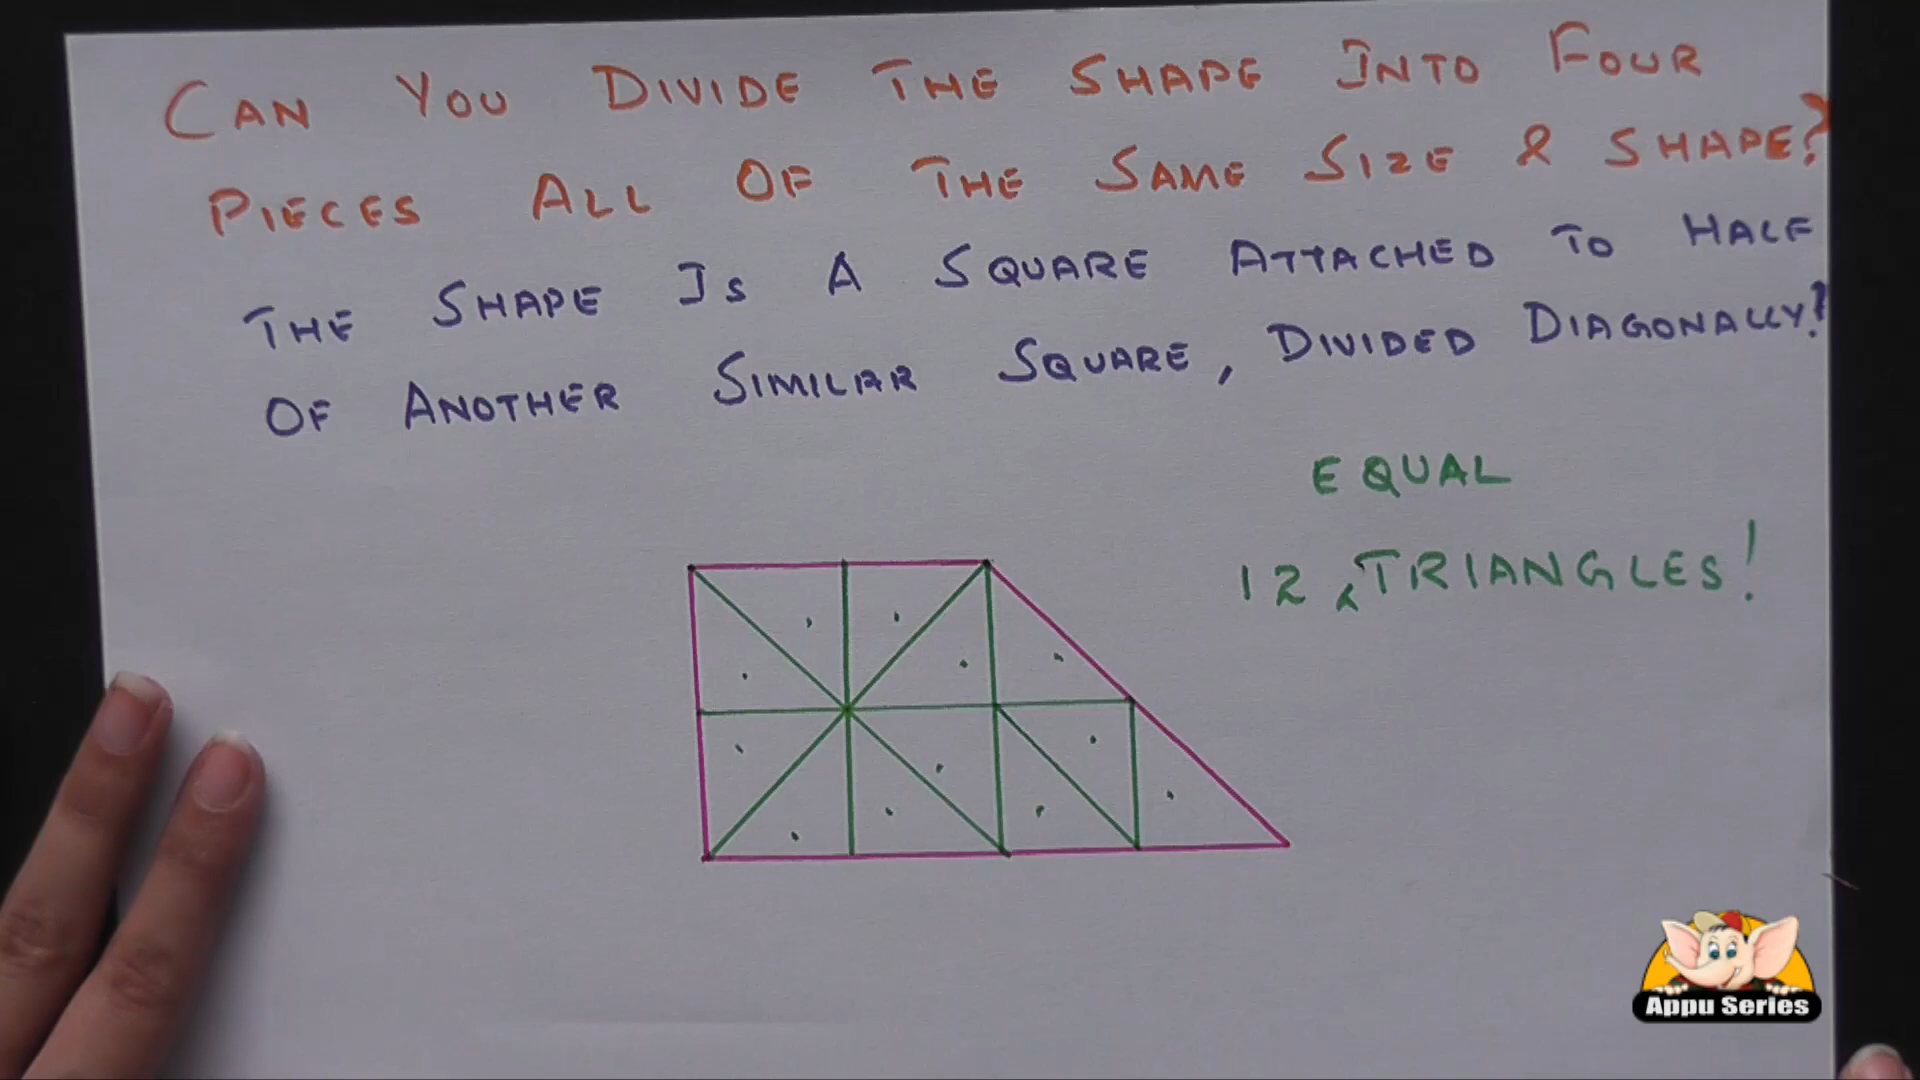 CAN YOU DIVIDE THE SHAPE INTO FOUR
PIECES ALL OF THE SAME SIZE & SHAPE?
THE SHAPE IS A SQUARE ATTACHED TO HALF
OF ANOTHER SIMILAR SQUARE, DIVIDED DIAGONALLY?
EQUAL
12 TRIANGLES!
Appu Series